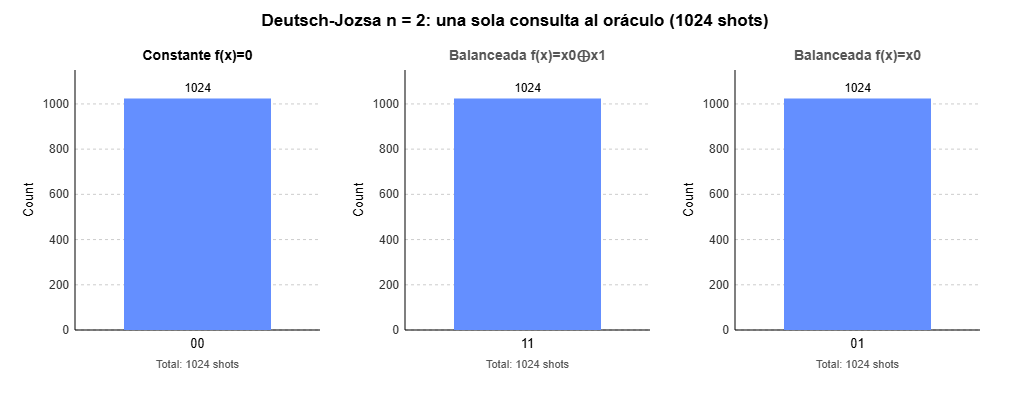 Deutsch-Jozsa n = 2: una sola consulta al oráculo (1024 shots)
Constante f(x)=0
1024
1000
800
600
400
200
0
Count
00
Total: 1024 shots
Balanceada f(x)=x0⊕x1
1024
1000
800
600
400
200
0
Count
11
Total: 1024 shots
Balanceada f(x)=x0
1024
1000
800
600
400
200
0
Count
01
Total: 1024 shots